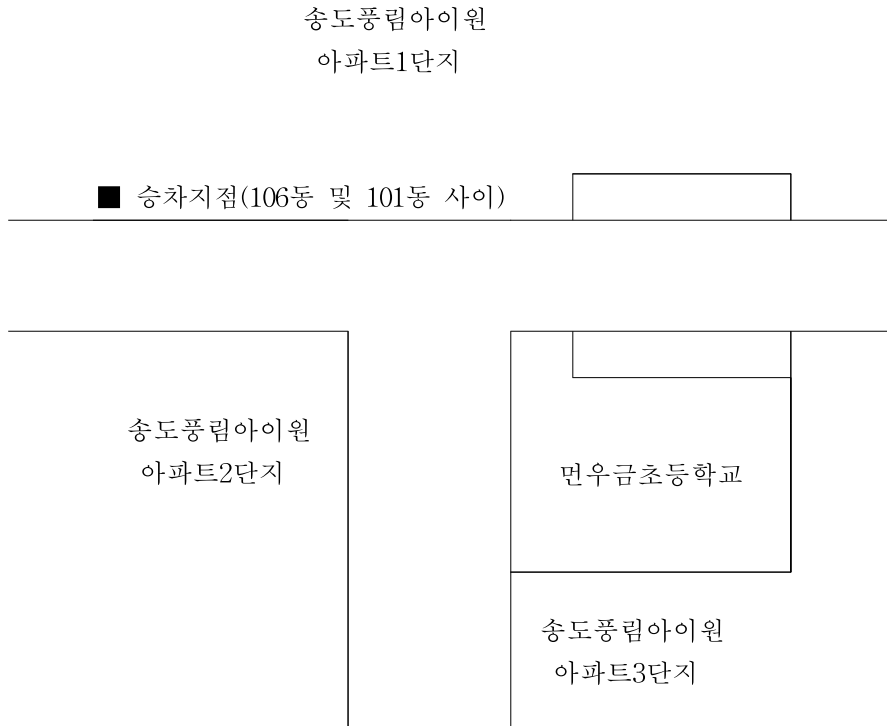 송도풍림아이원
아파트1단지
■ 승차지점(106동 및 101동 사이)
송도풍림아이원
아파트2단지
먼우금초등학교
송도풍림아이원
아파트3단지